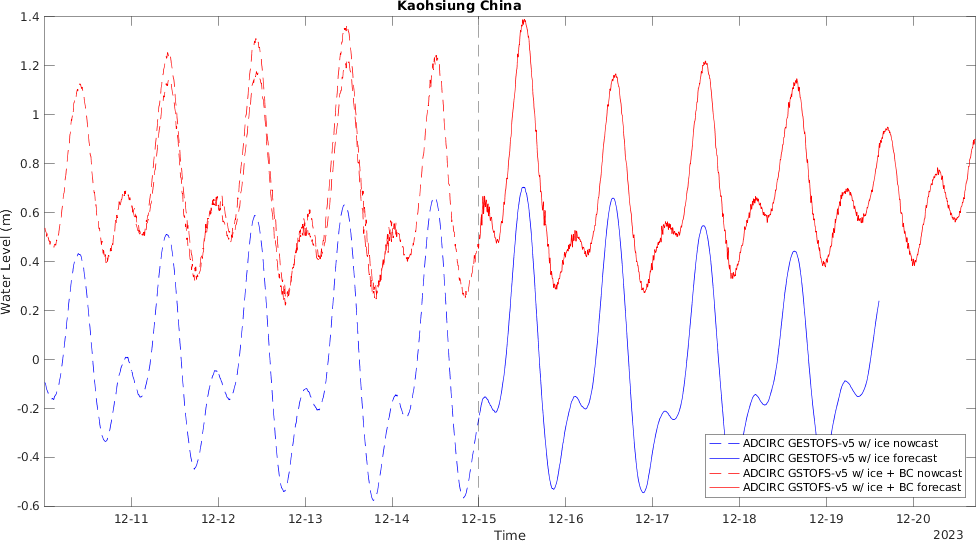 Kaohsiung China
1.4
1.2
1
0.8
0.6
0.4
0.2
0
-0.2
-0.4
-0.6
Water Level (m)
ADCIRC GESTOFS-v5 w/ ice nowcast
ADCIRC GESTOFS-v5 w/ ice forecast
ADCIRC GSTOFS-v5 w/ ice + BC nowcast
ADCIRC GSTOFS-v5 w/ ice + BC forecast
12-11 12-12 12-13 12-14 12-15 12-16 12-17 12-18 12-19 12-20
Time
2023